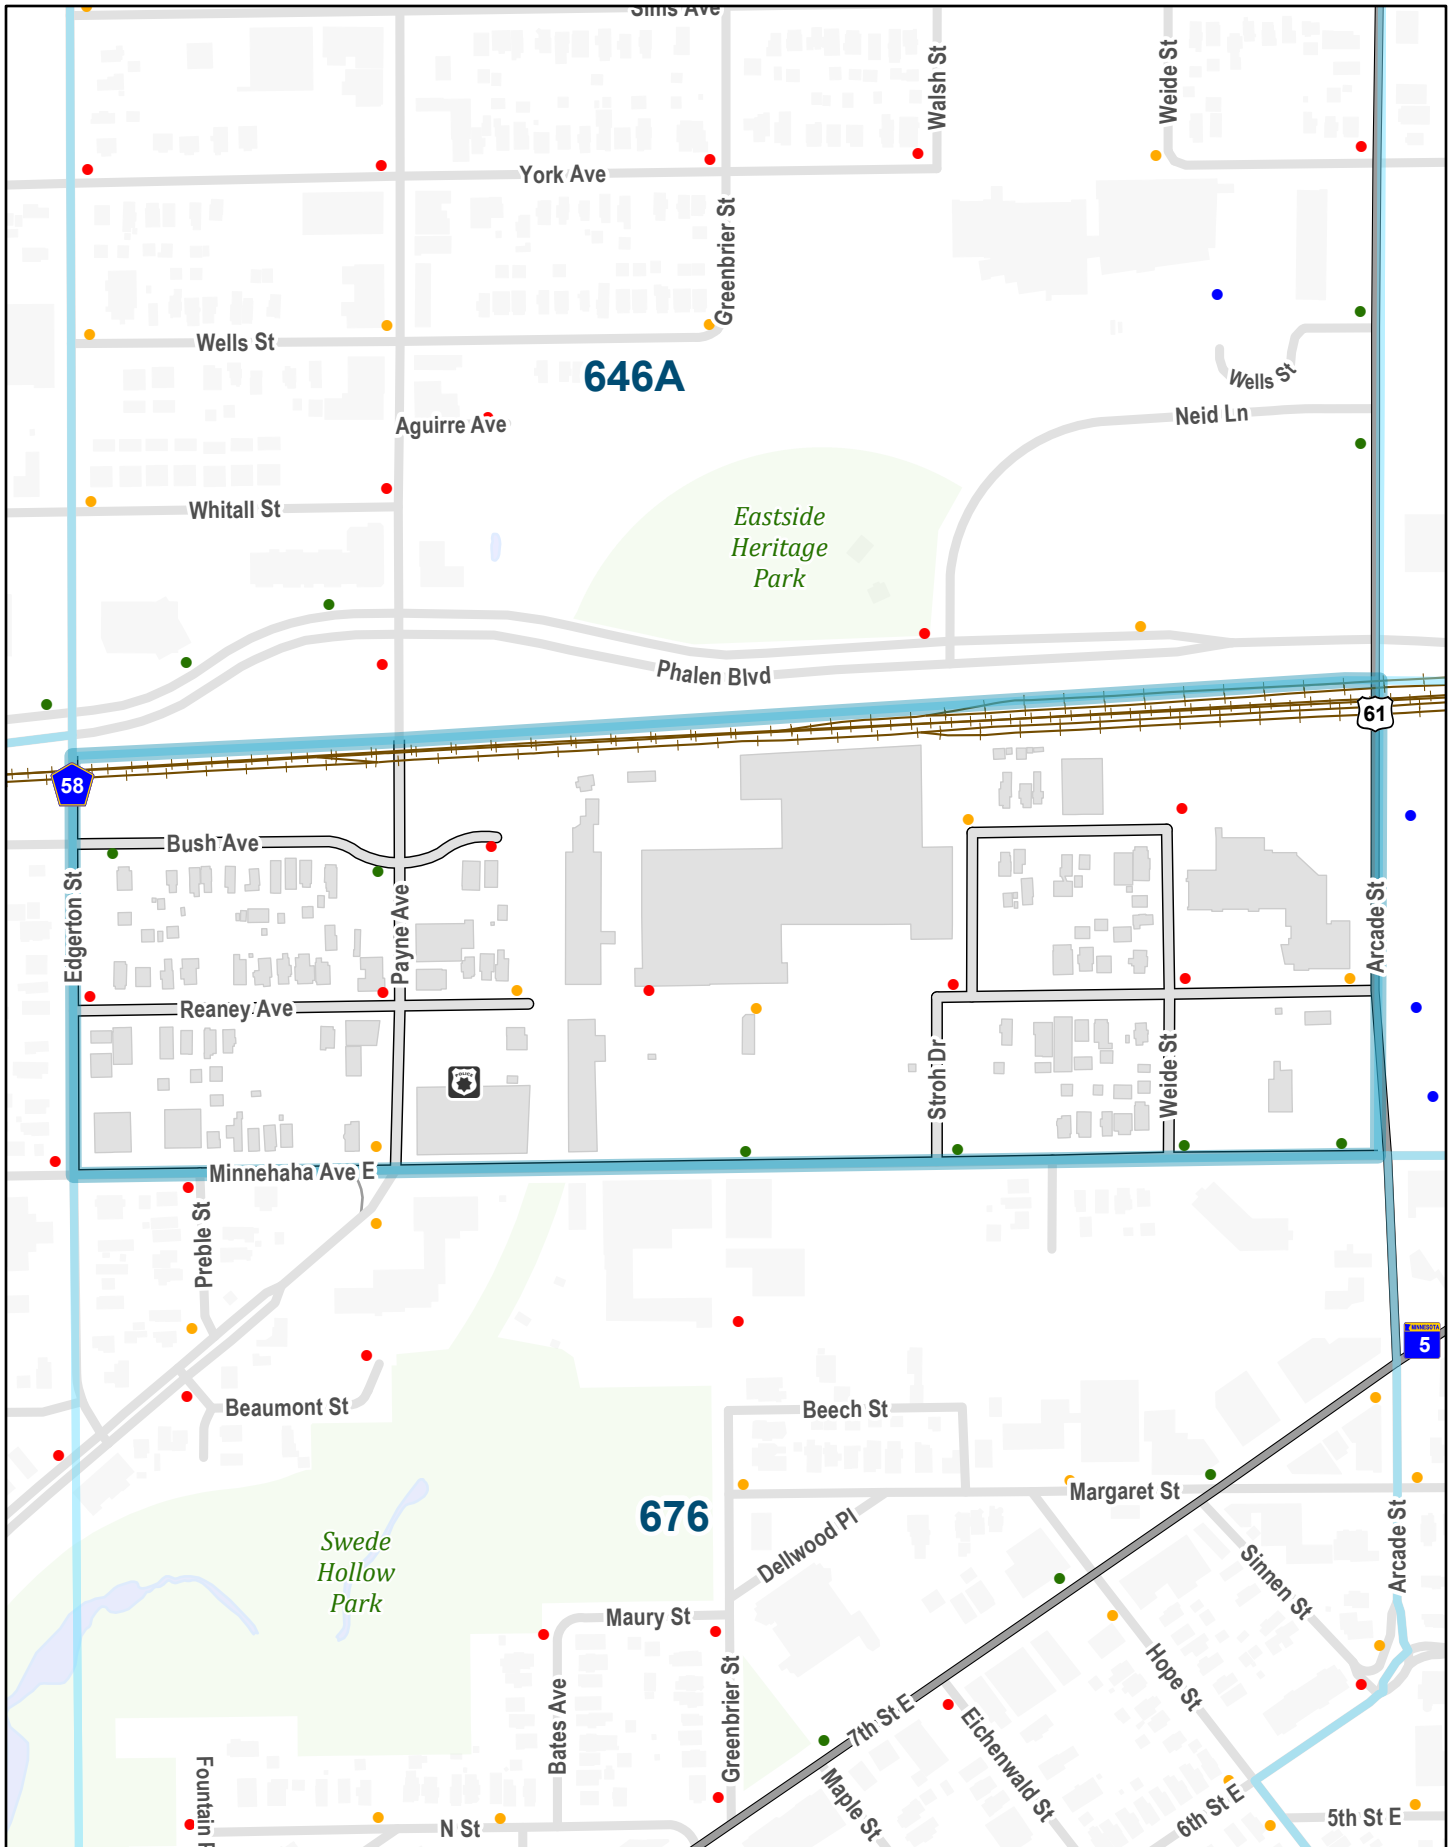 Sims Ave
Walsh St
Weide St
York Ave
Greenbrier St
Wells St
646A
Wells St
Neid Ln
Aguirre Ave
Whitall St
Eastside
Heritage
Park
Phalen Blvd
61
58
Bush Ave
Edgerton St
Payne Ave
Arcade St
Reaney Ave
POLICE
Stroh Dr
Weide St
Minnehaha Ave E
Preble St
MINNESOTA
5
Beaumont St
Beech St
Margaret St
676
Swede
Hollow
Park
Dellwood Pl
Sinnen St
Arcade St
Maury St
Hope St
Bates Ave
Greenbrier St
7th St E
Eichenwald St
Fountain
Maple St
6th St E
5th St E
N St